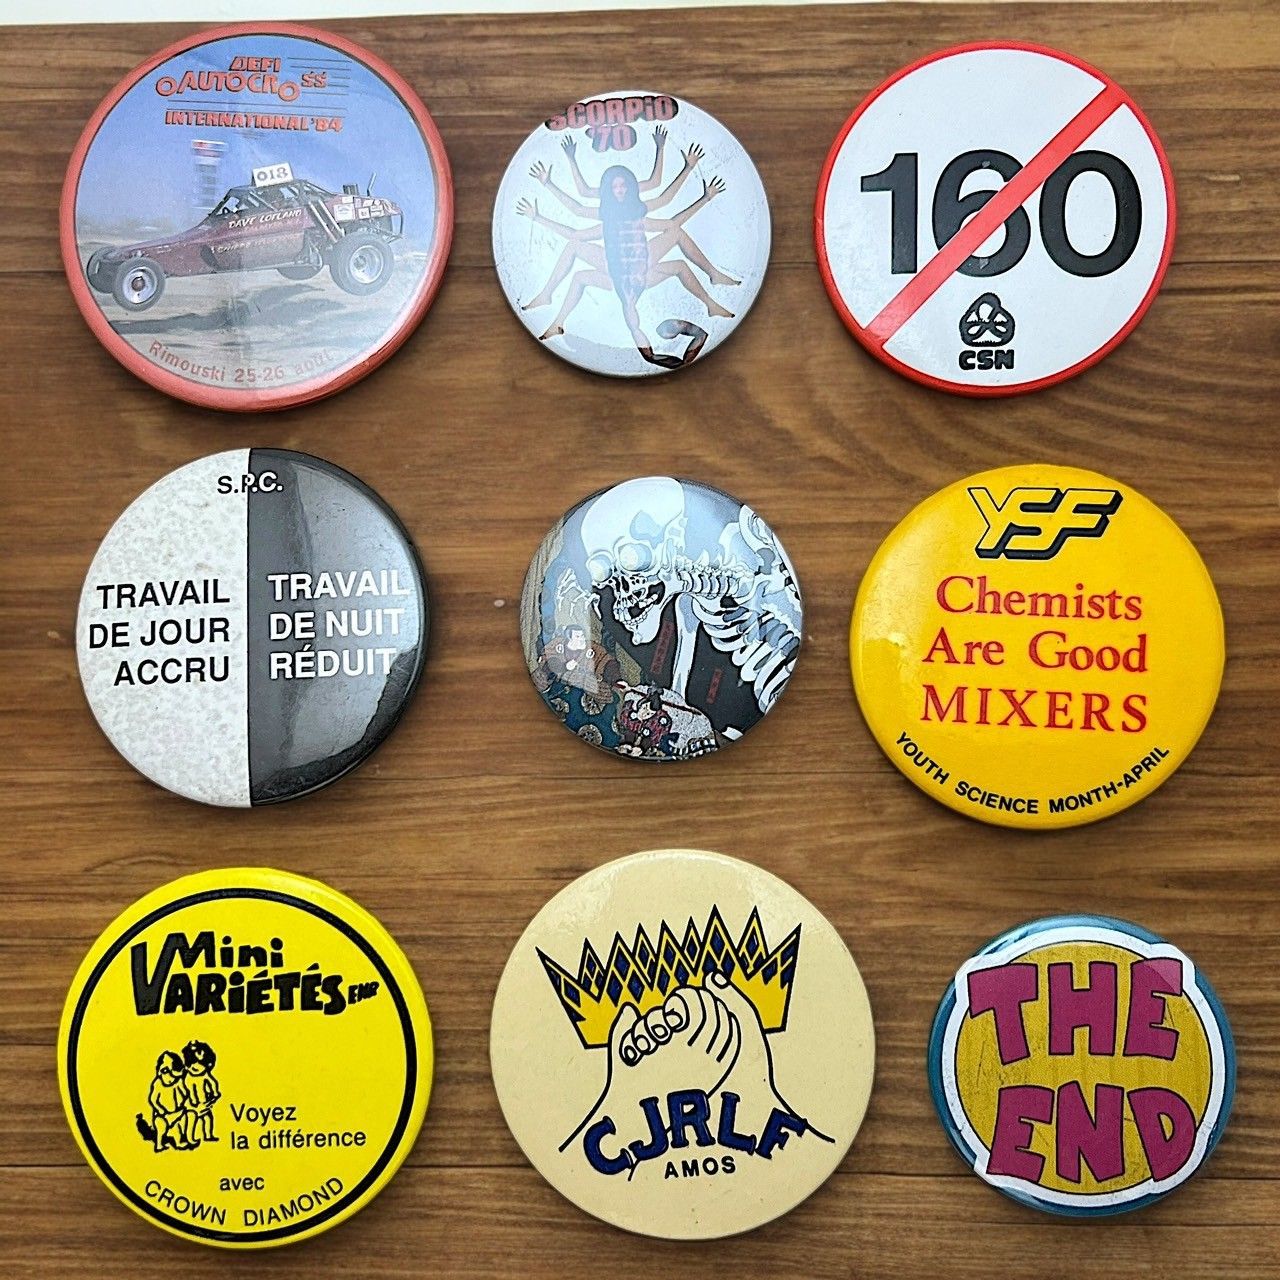 DEFI
AUTOCROSS
INTERNATIONAL '84
018
DAVE LOFLAND
Rimouski 25-26 août
SCORPiO
'70
160
CSN
S.P.C.
TRAVAIL
DE JOUR
ACCRU
TRAVAIL
DE NUIT
RÉDUIT
YSF
Chemists
Are Good
MIXERS
YOUTH SCIENCE MONTH-APRIL
Mini
VARiÉTÉS ENR
Voyez
la différence
avec
CROWN DIAMOND
CJRLF
AMOS
THE
END